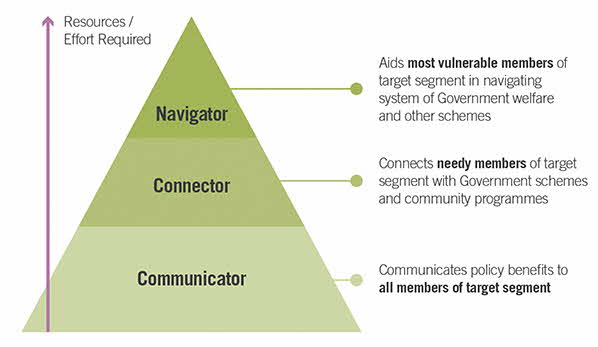 Resources /
Effort Required
Navigator
Aids most vulnerable members of
target segment in navigating
system of Government welfare
and other schemes
Connector
Connects needy members of target
segment with Government schemes
and community programmes
Communicator
Communicates policy benefits to
all members of target segment